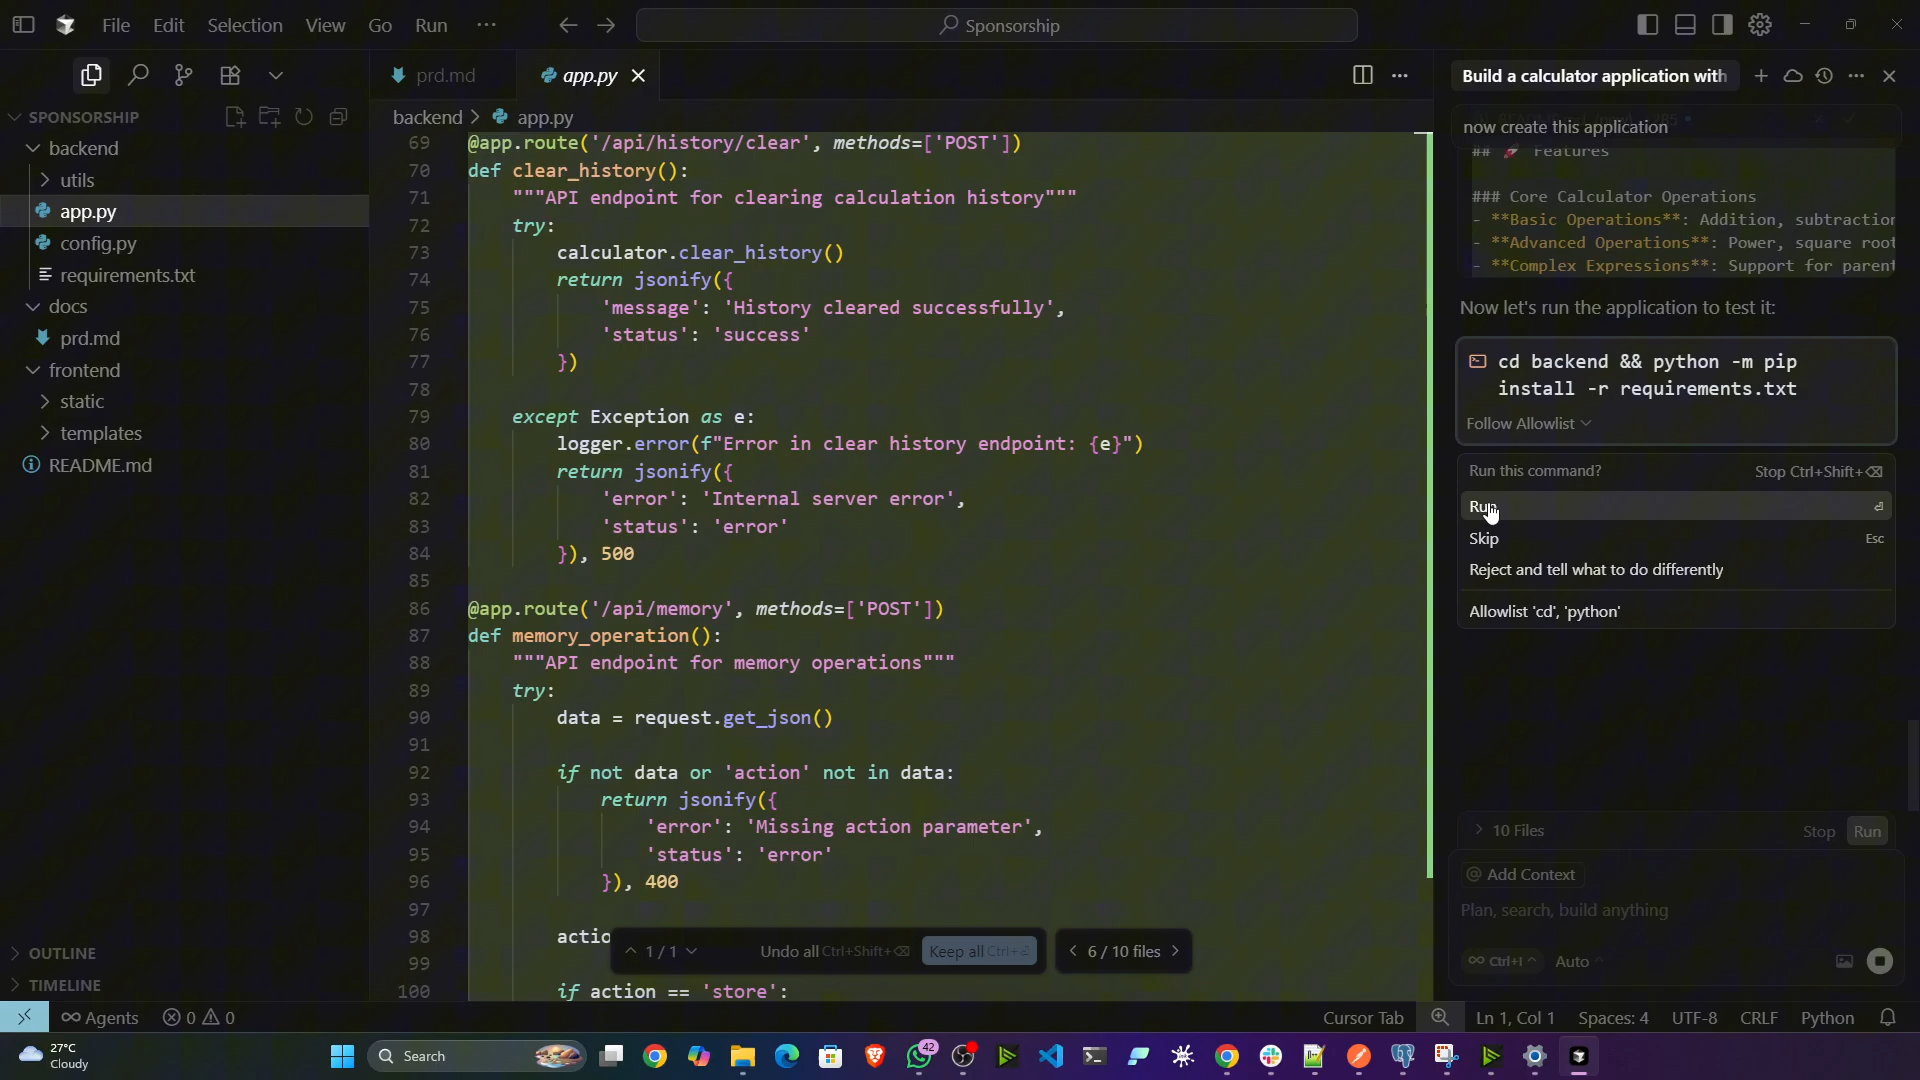 File Edit Selection View Go Run ···
Sponsorship
SPONSORSHIP
backend
utils
app.py
config.py
requirements.txt
docs
prd.md
frontend
static
templates
README.md
OUTLINE
TIMELINE
prd.md
app.py
backend > app.py
69 @app.route('/api/history/clear', methods=['POST'])
70 def clear_history():
71 """API endpoint for clearing calculation history"""
72 try:
73 calculator.clear_history()
74 return jsonify({
75 'message': 'History cleared successfully',
76 'status': 'success'
77 })
78
79 except Exception as e:
80 logger.error(f"Error in clear history endpoint: {e}")
81 return jsonify({
82 'error': 'Internal server error',
83 'status': 'error'
84 }), 500
85
86 @app.route('/api/memory', methods=['POST'])
87 def memory_operation():
88 """API endpoint for memory operations"""
89 try:
90 data = request.get_json()
91
92 if not data or 'action' not in data:
93 return jsonify({
94 'error': 'Missing action parameter',
95 'status': 'error'
96 }), 400
97
98 actio
99
100 if action == 'store':
1 / 1 Undo all Ctrl+Shift+⌫ Keep all Ctrl+⏎
6 / 10 files
Build a calculator application with
now create this application
## 🚀 Features
### Core Calculator Operations
- **Basic Operations**: Addition, subtraction
- **Advanced Operations**: Power, square root
- **Complex Expressions**: Support for parent
Now let's run the application to test it:
cd backend && python -m pip
install -r requirements.txt
Follow Allowlist
Run this command? Stop Ctrl+Shift+⌫
Run ⏎
Skip Esc
Reject and tell what to do differently
Allowlist 'cd', 'python'
10 Files Stop Run
@ Add Context
Plan, search, build anything
∞ Ctrl+I Auto
Agents 0 0
Cursor Tab Ln 1, Col 1 Spaces: 4 UTF-8 CRLF Python
27°C
Cloudy
Search
42